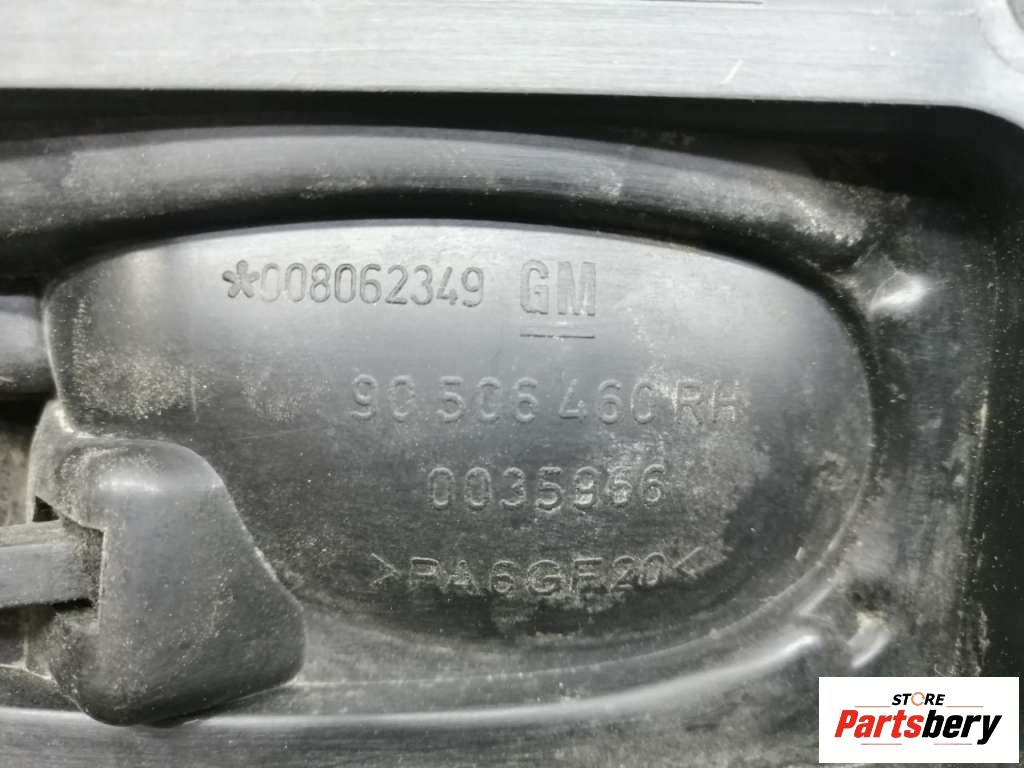 *008062349 GM
90 506 460 RH
0035966
>PA6GF20<
STORE
Partsbery